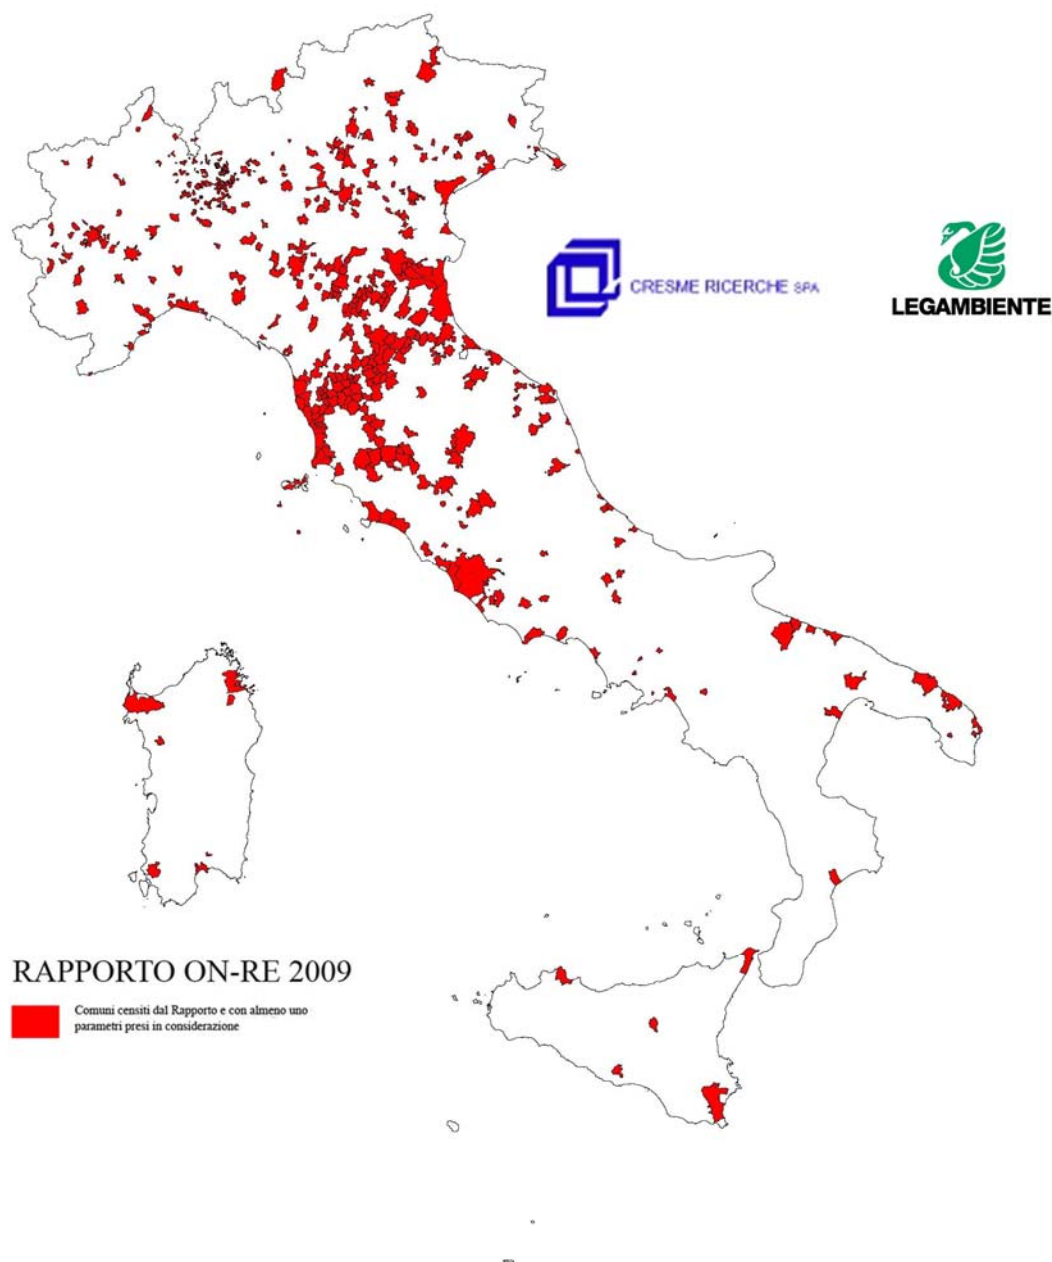 CRESME RICERCHE SPA
LEGAMBIENTE
RAPPORTO ON-RE 2009
Comuni censiti dal Rapporto e con almeno uno
parametri presi in considerazione